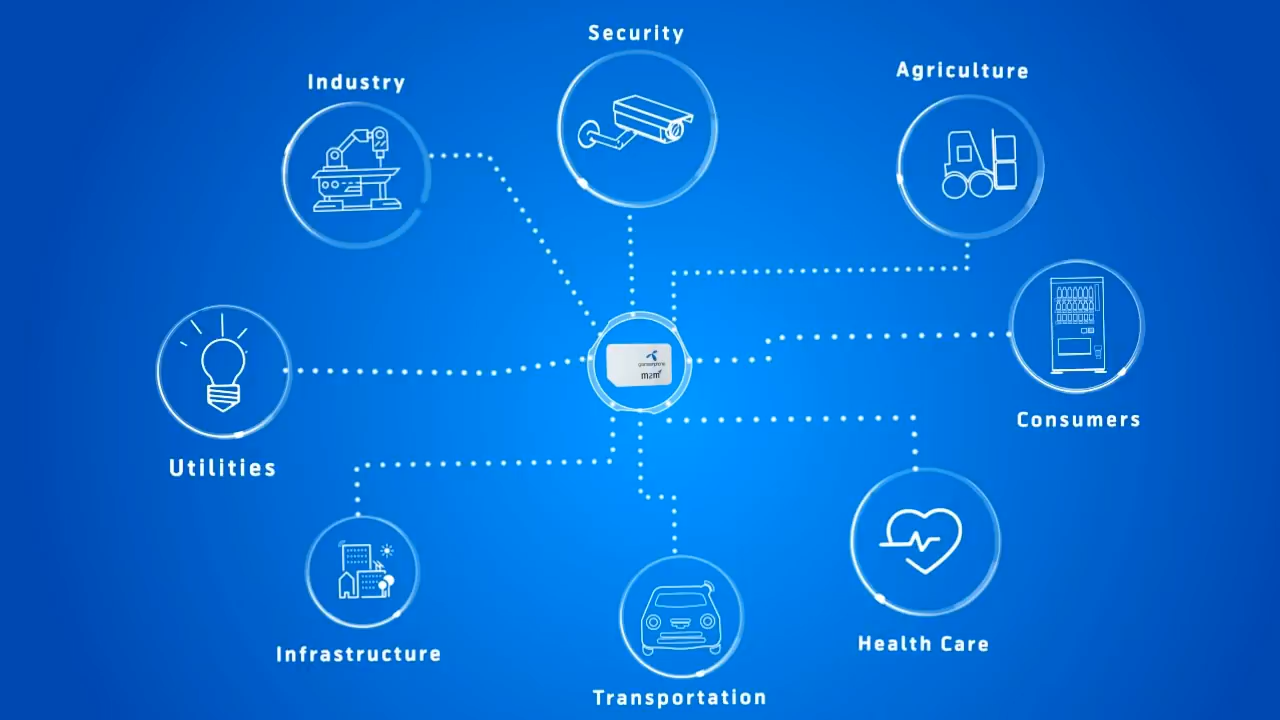 Security
Agriculture
Industry
Consumers
m2m
Utilities
Health Care
Infrastructure
Transportation